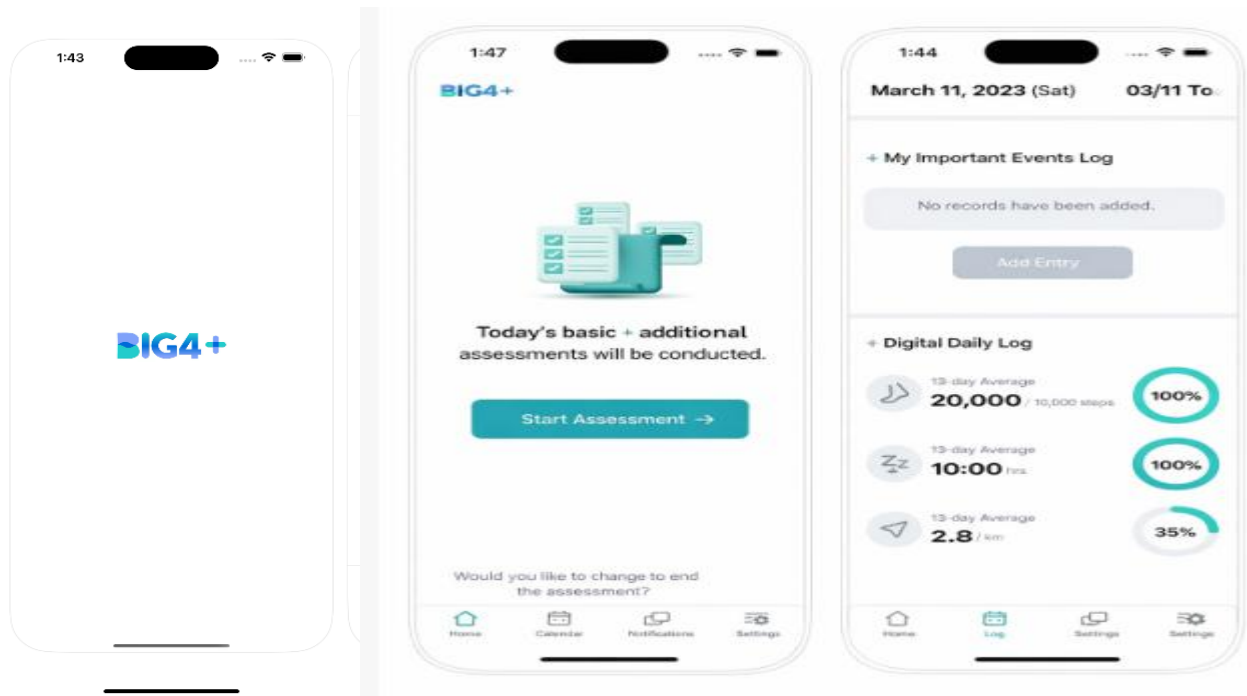 1:43
BIG4+
1:47
BIG4+
Today's basic + additional
assessments will be conducted.
Start Assessment →
Would you like to change to end
the assessment?
Home Calendar Notifications Settings
1:44
March 11, 2023 (Sat) 03/11 To
+ My Important Events Log
No records have been added.
Add Entry
+ Digital Daily Log
13-day Average
20,000 / 10,000 steps
100%
13-day Average
10:00 hrs
100%
13-day Average
2.8 / km
35%
Home Log Settings Settings